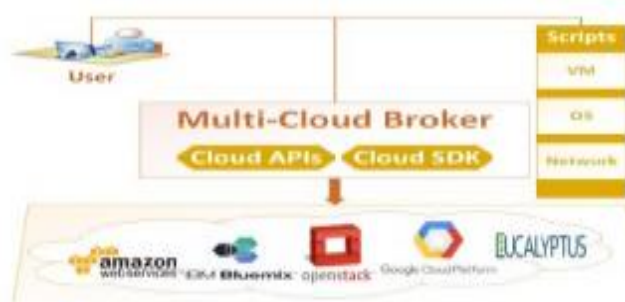 Scripts
User
VM
Multi-Cloud Broker
OS
Cloud APIs
Cloud SDK
Network
amazon
webservices
IBM Bluemix
openstack
Google Cloud Platform
EUCALYPTUS